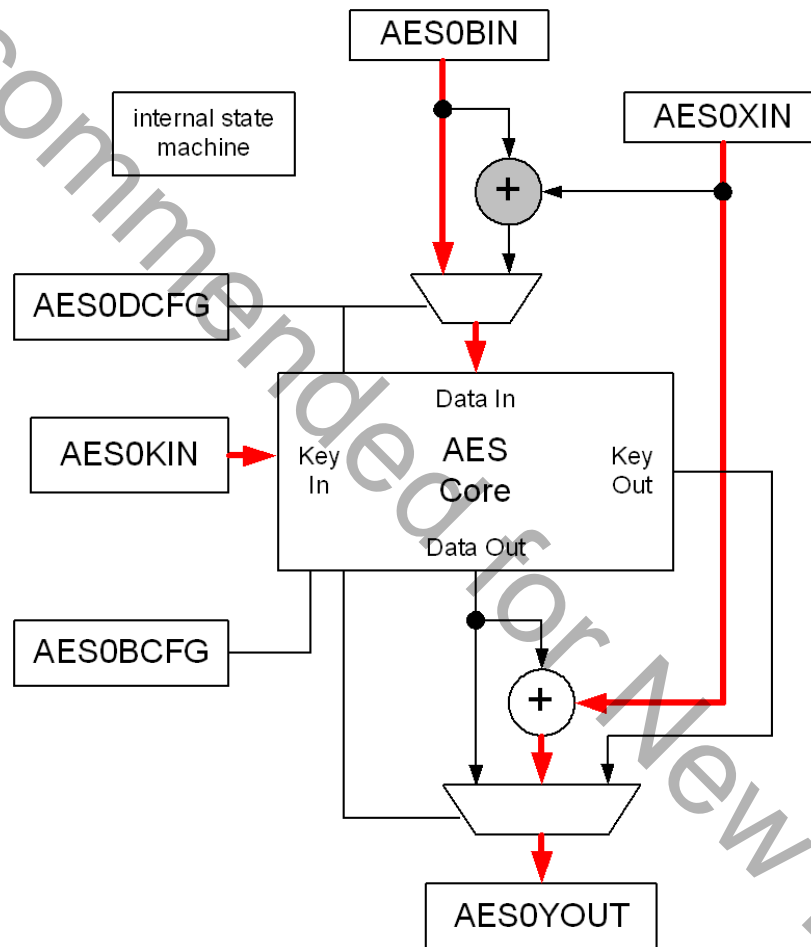 AES0BIN
internal state
machine
AES0XIN
+
AES0DCFG
Data In
AES0KIN
Key
In
AES
Core
Key
Out
Data Out
AES0BCFG
+
AES0YOUT
commended for New